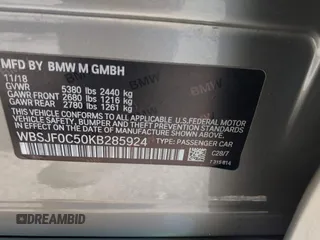 MFD BY BMW M GMBH
11/18
GVWR 5380 lbs 2440 kg
GAWR FRONT 2680 lbs 1216 kg
GAWR REAR 2780 lbs 1261 kg
THIS VEHICLE CONFORMS TO ALL APPLICABLE U.S. FEDERAL MOTOR
VEHICLE SAFETY, BUMPER, AND THEFT PREVENTION STANDARDS
IN EFFECT ON THE DATE OF MANUFACTURE SHOWN ABOVE.
WBSJF0C50KB285924
TYPE: PASSENGER CAR
C28/7
DREAMBID